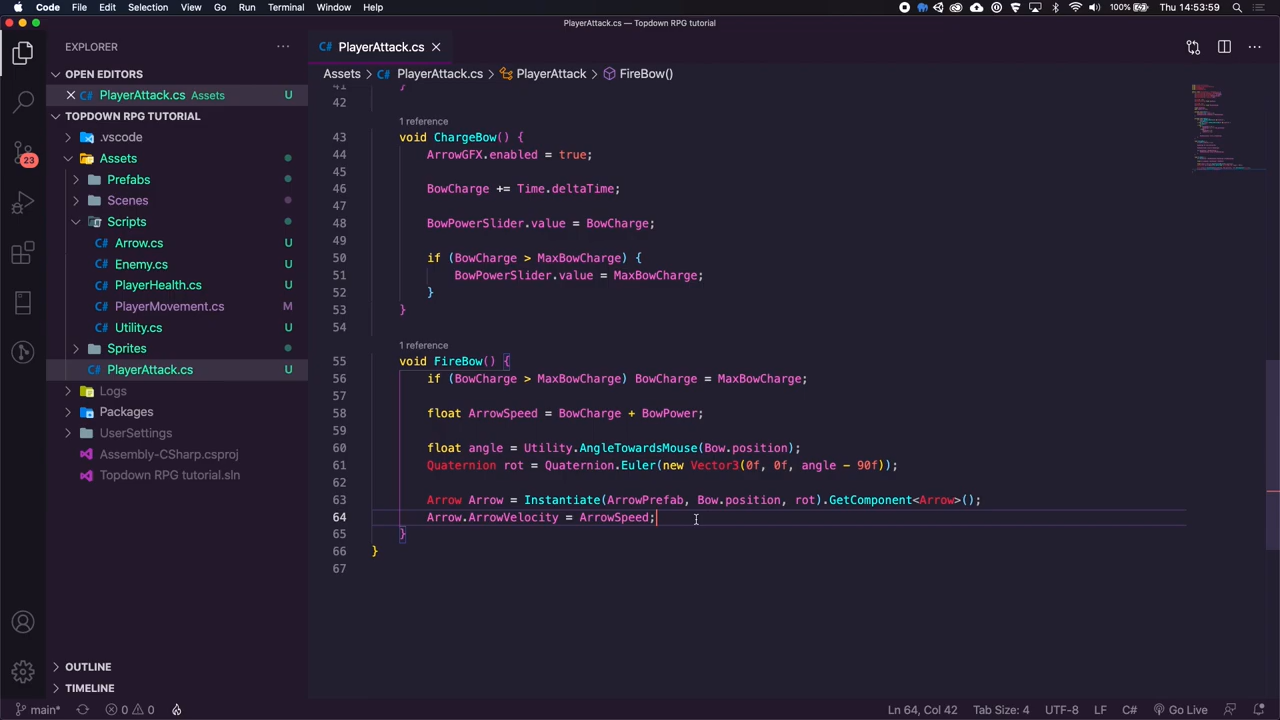 Code File Edit Selection View Go Run Terminal Window Help 100% Thu 14:53:59
PlayerAttack.cs — Topdown RPG tutorial
EXPLORER
PlayerAttack.cs
OPEN EDITORS
PlayerAttack.cs Assets U
TOPDOWN RPG TUTORIAL
.vscode
Assets
Prefabs
Scenes
Scripts
C# Arrow.cs U
C# Enemy.cs U
C# PlayerHealth.cs U
C# PlayerMovement.cs M
C# Utility.cs U
Sprites
C# PlayerAttack.cs U
Logs
Packages
UserSettings
Assembly-CSharp.csproj
Topdown RPG tutorial.sln
OUTLINE
TIMELINE
23
Assets > C# PlayerAttack.cs > PlayerAttack > FireBow()
41 }
42
1 reference
43 void ChargeBow() {
44 ArrowGFX.enabled = true;
45
46 BowCharge += Time.deltaTime;
47
48 BowPowerSlider.value = BowCharge;
49
50 if (BowCharge > MaxBowCharge) {
51 BowPowerSlider.value = MaxBowCharge;
52 }
53 }
54
1 reference
55 void FireBow() {
56 if (BowCharge > MaxBowCharge) BowCharge = MaxBowCharge;
57
58 float ArrowSpeed = BowCharge + BowPower;
59
60 float angle = Utility.AngleTowardsMouse(Bow.position);
61 Quaternion rot = Quaternion.Euler(new Vector3(0f, 0f, angle - 90f));
62
63 Arrow Arrow = Instantiate(ArrowPrefab, Bow.position, rot).GetComponent<Arrow>();
64 Arrow.ArrowVelocity = ArrowSpeed;
65 }
66 }
67
main* 0 0 Ln 64, Col 42 Tab Size: 4 UTF-8 LF C# Go Live